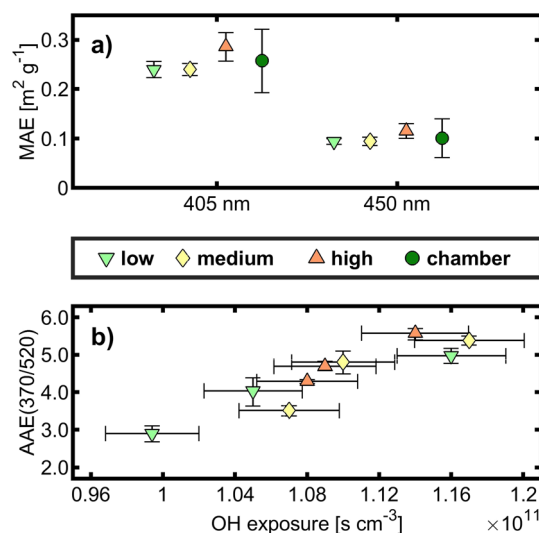 a)
MAE [m² g⁻¹]
0.3
0.2
0.1
0
405 nm 450 nm
low medium high chamber
b)
AAE(370/520)
6.0
5.0
4.0
3.0
2.0
0.96 1 1.04 1.08 1.12 1.16 1.2
OH exposure [s cm⁻³] ×10¹¹